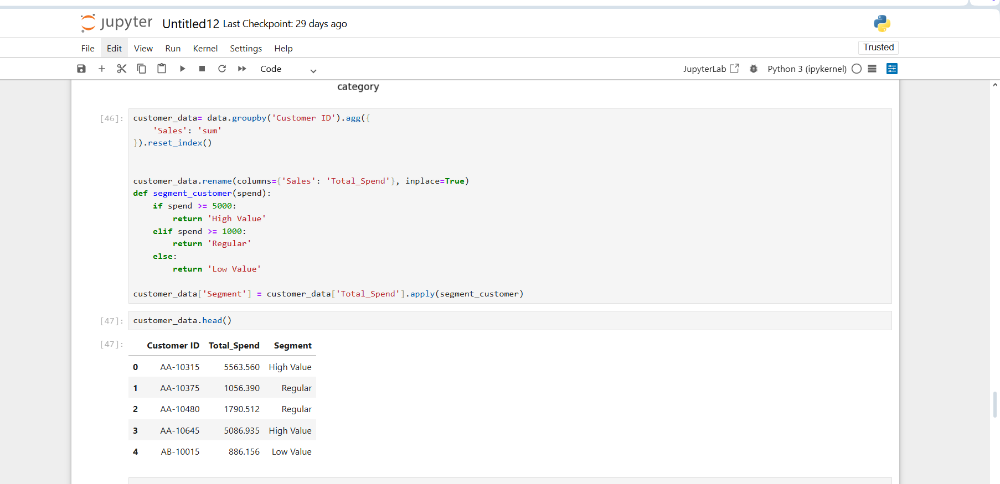 jupyter Untitled12 Last Checkpoint: 29 days ago
File Edit View Run Kernel Settings Help Trusted
Code JupyterLab Python 3 (ipykernel)
category
[46]: customer_data= data.groupby('Customer ID').agg({
    'Sales': 'sum'
}).reset_index()
customer_data.rename(columns={'Sales': 'Total_Spend'}, inplace=True)
def segment_customer(spend):
    if spend >= 5000:
        return 'High Value'
    elif spend >= 1000:
        return 'Regular'
    else:
        return 'Low Value'
customer_data['Segment'] = customer_data['Total_Spend'].apply(segment_customer)
[47]: customer_data.head()
[47]: Customer ID Total_Spend Segment
0 AA-10315 5563.560 High Value
1 AA-10375 1056.390 Regular
2 AA-10480 1790.512 Regular
3 AA-10645 5086.935 High Value
4 AB-10015 886.156 Low Value